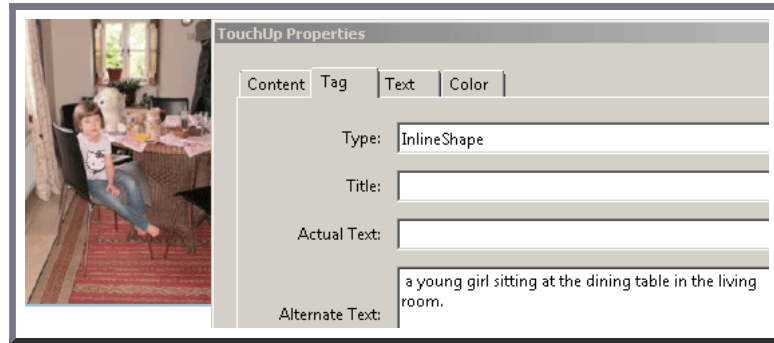 TouchUp Properties
Content Tag Text Color
Type: InlineShape
Title:
Actual Text:
a young girl sitting at the dining table in the living
room.
Alternate Text: